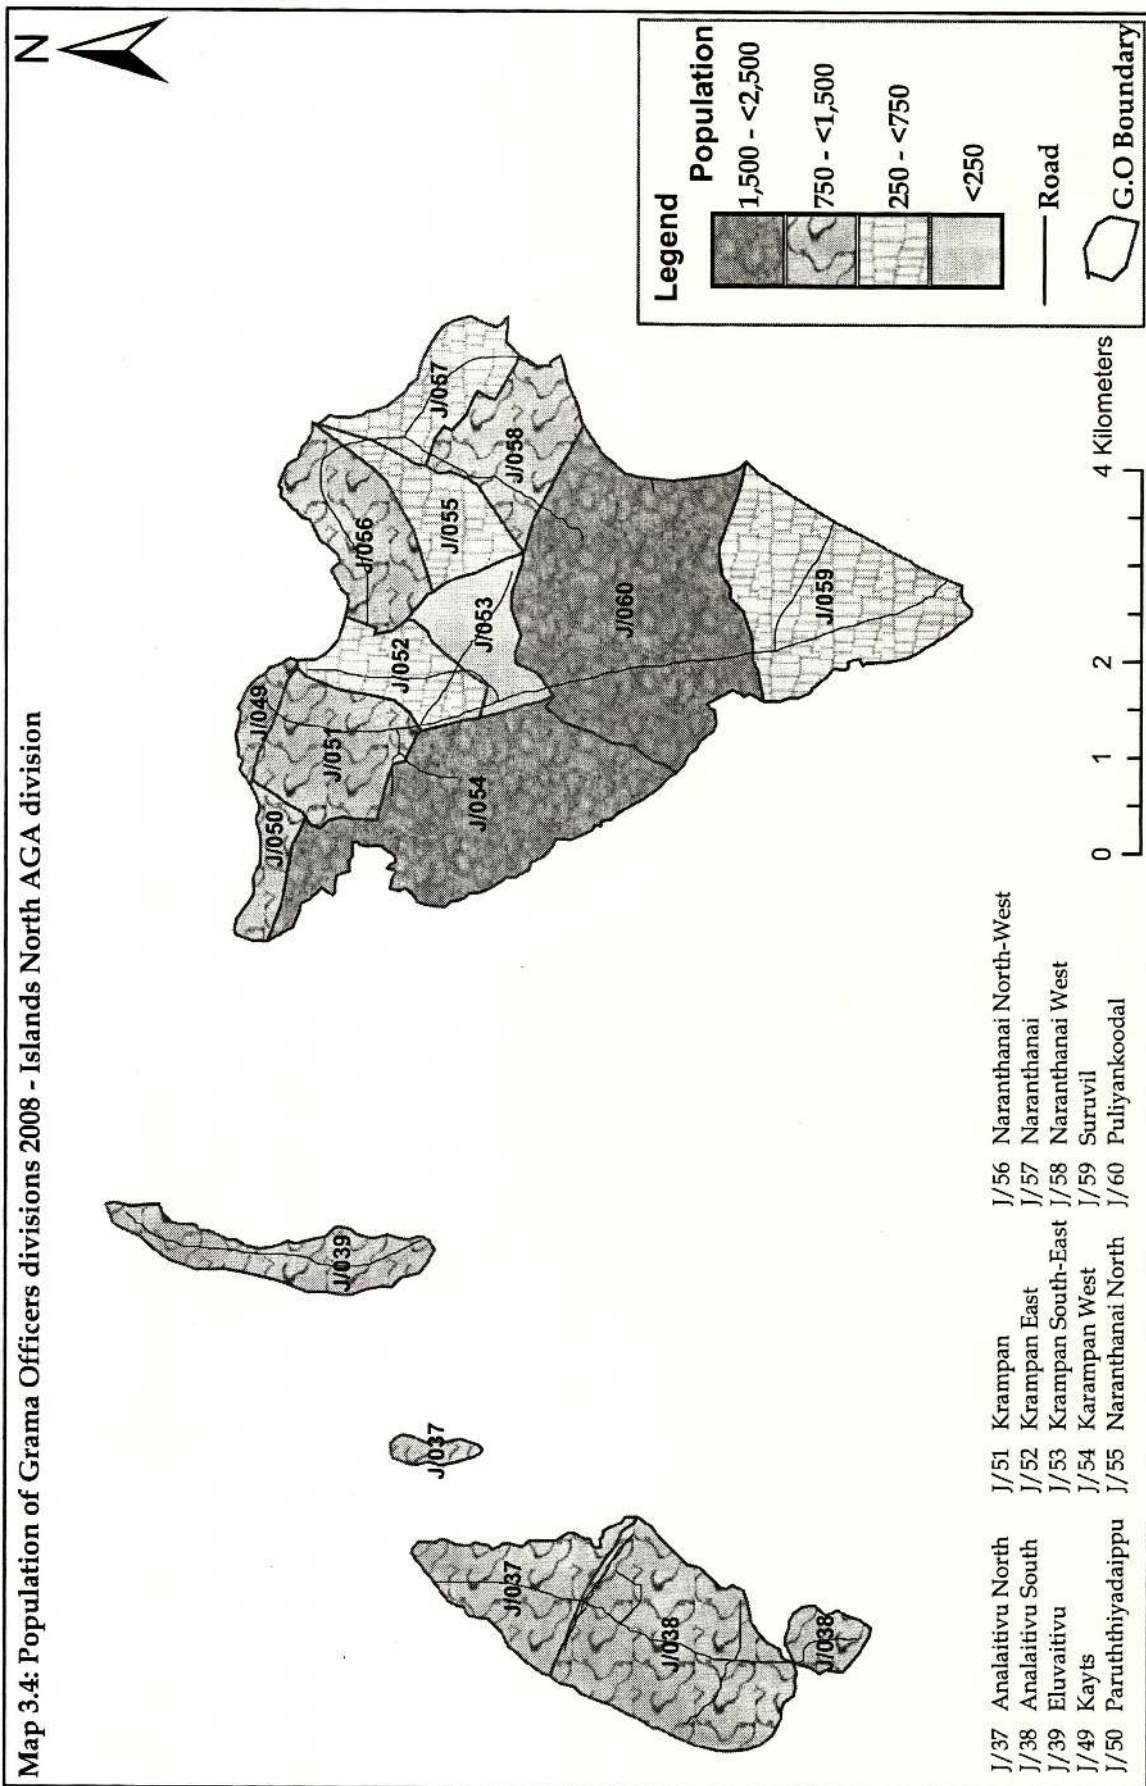 Map 3.4: Population of Grama Officers divisions 2008 - Islands North AGA division
N
J/039
J/037
J/037
J/038
J/038
J/049
J/050
J/051
J/052
J/053
J/054
J/055
J/056
J/057
J/058
J/060
J/059
Legend
Population
1,500 - <2,500
750 - <1,500
250 - <750
<250
Road
G.O Boundary
0 1 2 4 Kilometers
J/37 Analaitivu North
J/38 Analaitivu South
J/39 Eluvaitivu
J/49 Kayts
J/50 Paruththiyadaippu
J/51 Krampan
J/52 Krampan East
J/53 Krampan South-East
J/54 Karampan West
J/55 Naranthanai North
J/56 Naranthanai North-West
J/57 Naranthanai
J/58 Naranthanai West
J/59 Suruvil
J/60 Puliyankoodal